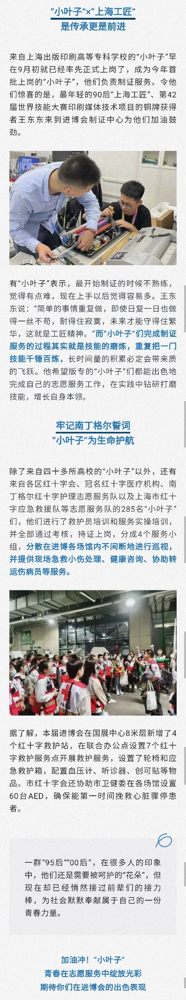 “小叶子”×“上海工匠”
是传承更是前进
来自上海出版印刷高等专科学校的“小叶子”早
在9月初就已经率先正式上岗了，成为今年首
批上岗的“小叶子”，他们负责制证服务。令他
们惊喜的是，最年轻的90后“上海工匠”、第42
届世界技能大赛印刷媒体技术项目的铜牌获得
者王东东来到进博会制证中心为他们加油鼓
劲。
有“小叶子”表示，最开始制证的时候不熟练，
觉得有点难，现在上手以后觉得容易多。王东
东说：“简单的事情重复做，即使日复一日也做
得一丝不苟，耐得住寂寞，未来才能守得住繁
华，这就是工匠精神。”而“小叶子”们完成制证
服务的过程其实就是技能的磨炼，重复把一门
技能千锤百炼，长时间量的积累必定会带来质
的飞跃。他希望版专的“小叶子”们都能出色地
完成自己的志愿服务工作，在实践中钻研打磨
技能，增长自身本领。
牢记南丁格尔誓词
“小叶子”为生命护航
除了来自四十多所高校的“小叶子”以外，还有
来自各区红十字会、冠名红十字医疗机构、南
丁格尔红十字护理志愿服务队以及上海市红十
字应急救援队等志愿服务队的285名“小叶子”
们，他们进行了救护员培训和服务实操培训，
并全部通过考核，持证上岗，分成4个服务小
组，分散在进博各场馆内不间断地进行巡视，
并提供现场急救小伤处理、健康咨询、协助转
运伤病员等服务。
据了解，本届进博会在国展中心8米层新增了4
个红十字救护站，在联合办公点设置7个红十
字救护服务点开展救护服务，设置了轮椅和应
急救护箱，配置血压计、听诊器、创可贴等物
品。市红十字会还协助市卫健委在各场馆设置
60台AED，确保能第一时间挽救心脏骤停患
者。
一群“95后”“00后”，在很多人的印象
中，他们还是需要被呵护的“花朵”，但
现在却已经悄然接过前辈们的接力
棒，为社会默默奉献属于自己的一份
青春力量。
加油冲！“小叶子”
青春在志愿服务中绽放光彩
期待你们在进博会的出色表现